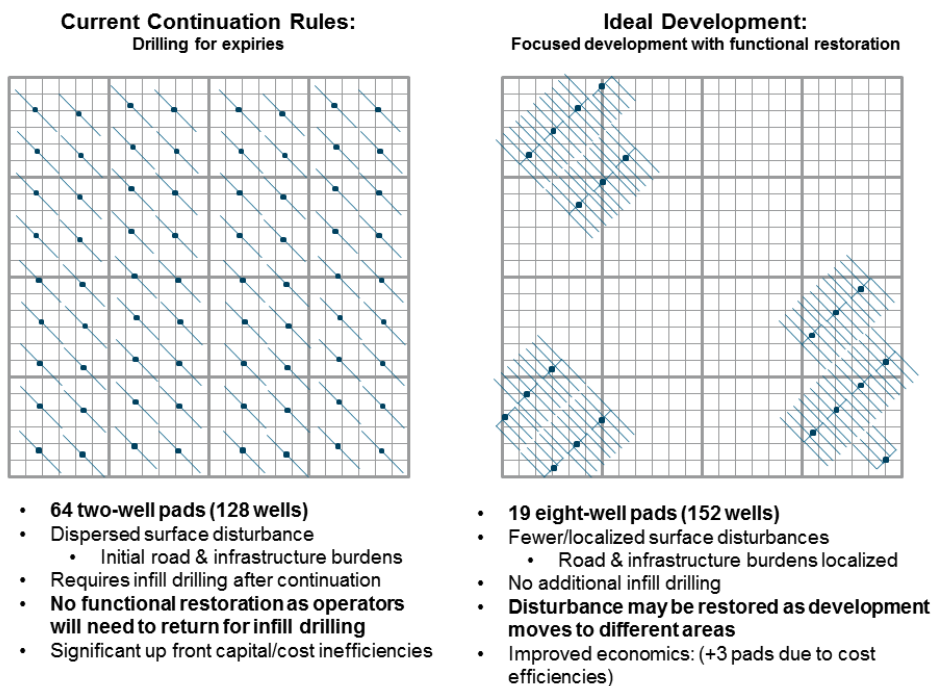 Current Continuation Rules:
Drilling for expiries
• 64 two-well pads (128 wells)
• Dispersed surface disturbance
• Initial road & infrastructure burdens
• Requires infill drilling after continuation
• No functional restoration as operators
will need to return for infill drilling
• Significant up front capital/cost inefficiencies
Ideal Development:
Focused development with functional restoration
• 19 eight-well pads (152 wells)
• Fewer/localized surface disturbances
• Road & infrastructure burdens localized
• No additional infill drilling
• Disturbance may be restored as development
moves to different areas
• Improved economics: (+3 pads due to cost
efficiencies)